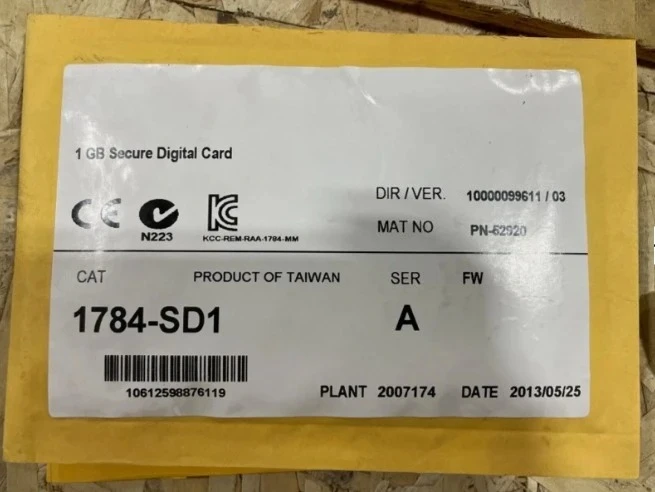 1 GB Secure Digital Card
CE
N223
KCC-REM-RAA-1784-MM
DIR / VER. 10000099611 / 03
MAT NO PN-52920
CAT PRODUCT OF TAIWAN SER FW
1784-SD1 A
10612598876119
PLANT 2007174 DATE 2013/05/25